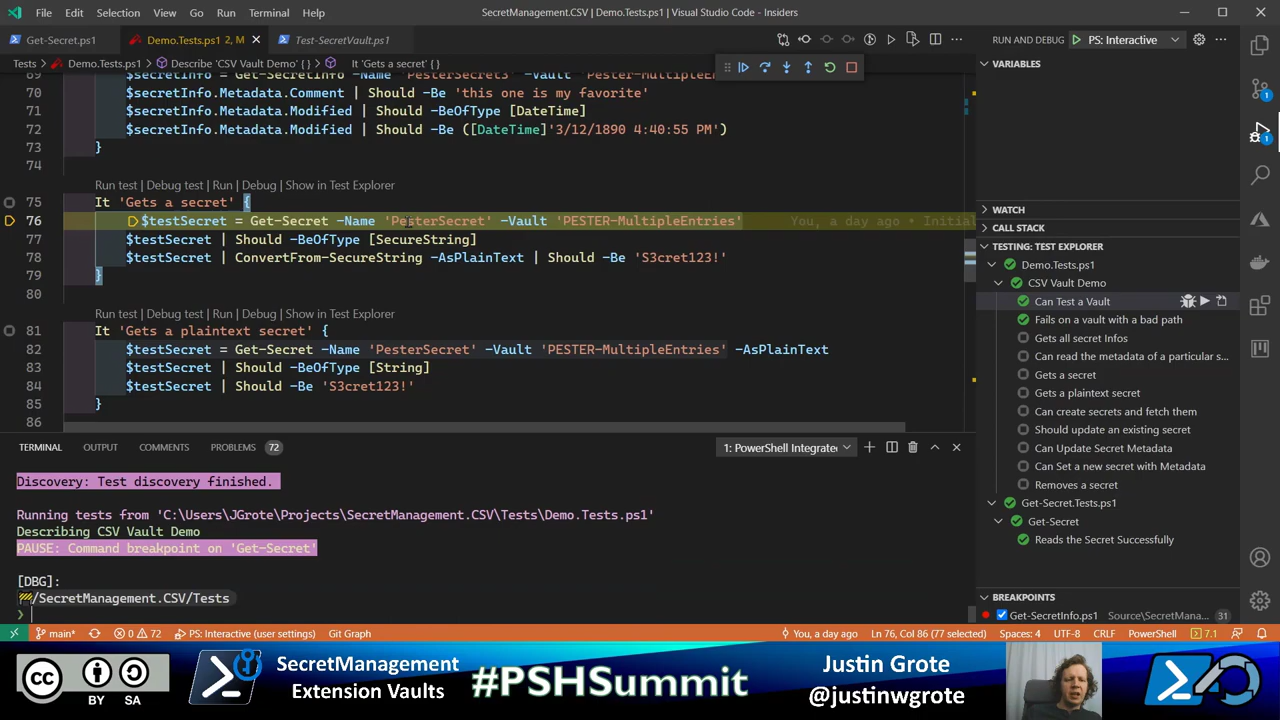 File Edit Selection View Go Run Terminal Help
SecretManagement.CSV | Demo.Tests.ps1 | Visual Studio Code - Insiders
Get-Secret.ps1
Demo.Tests.ps1 2, M
Test-SecretVault.ps1
RUN AND DEBUG
PS: Interactive
Tests > Demo.Tests.ps1 > Describe 'CSV Vault Demo' { } > It 'Gets a secret' { }
VARIABLES
69 $secretInfo = Get-SecretInfo -Name 'PesterSecret3' -Vault 'Pester-MultipleEn
70 $secretInfo.Metadata.Comment | Should -Be 'this one is my favorite'
71 $secretInfo.Metadata.Modified | Should -BeOfType [DateTime]
72 $secretInfo.Metadata.Modified | Should -Be ([DateTime]'3/12/1890 4:40:55 PM')
73 }
74
Run test | Debug test | Run | Debug | Show in Test Explorer
75 It 'Gets a secret' {
76 $testSecret = Get-Secret -Name 'PesterSecret' -Vault 'PESTER-MultipleEntries' You, a day ago • Initial
77 $testSecret | Should -BeOfType [SecureString]
78 $testSecret | ConvertFrom-SecureString -AsPlainText | Should -Be 'S3cret123!'
79 }
80
Run test | Debug test | Run | Debug | Show in Test Explorer
81 It 'Gets a plaintext secret' {
82 $testSecret = Get-Secret -Name 'PesterSecret' -Vault 'PESTER-MultipleEntries' -AsPlainText
83 $testSecret | Should -BeOfType [String]
84 $testSecret | Should -Be 'S3cret123!'
85 }
86
WATCH
CALL STACK
TESTING: TEST EXPLORER
Demo.Tests.ps1
CSV Vault Demo
Can Test a Vault
Fails on a vault with a bad path
Gets all secret Infos
Can read the metadata of a particular s...
Gets a secret
Gets a plaintext secret
Can create secrets and fetch them
Should update an existing secret
Can Update Secret Metadata
Can Set a new secret with Metadata
Removes a secret
Get-Secret.Tests.ps1
Get-Secret
Reads the Secret Successfully
BREAKPOINTS
Get-SecretInfo.ps1 Source\SecretMana... 31
TERMINAL OUTPUT COMMENTS PROBLEMS 72
1: PowerShell Integrate
Discovery: Test discovery finished.
Running tests from 'C:\Users\JGrote\Projects\SecretManagement.CSV\Tests\Demo.Tests.ps1'
Describing CSV Vault Demo
PAUSE: Command breakpoint on 'Get-Secret'
[DBG]:
/SecretManagement.CSV/Tests
main* 0 72 PS: Interactive (user settings) Git Graph
You, a day ago Ln 76, Col 86 (77 selected) Spaces: 4 UTF-8 CRLF PowerShell 7.1
cc
BY SA
SecretManagement
Extension Vaults
#PSHSummit
Justin Grote
@justinwgrote